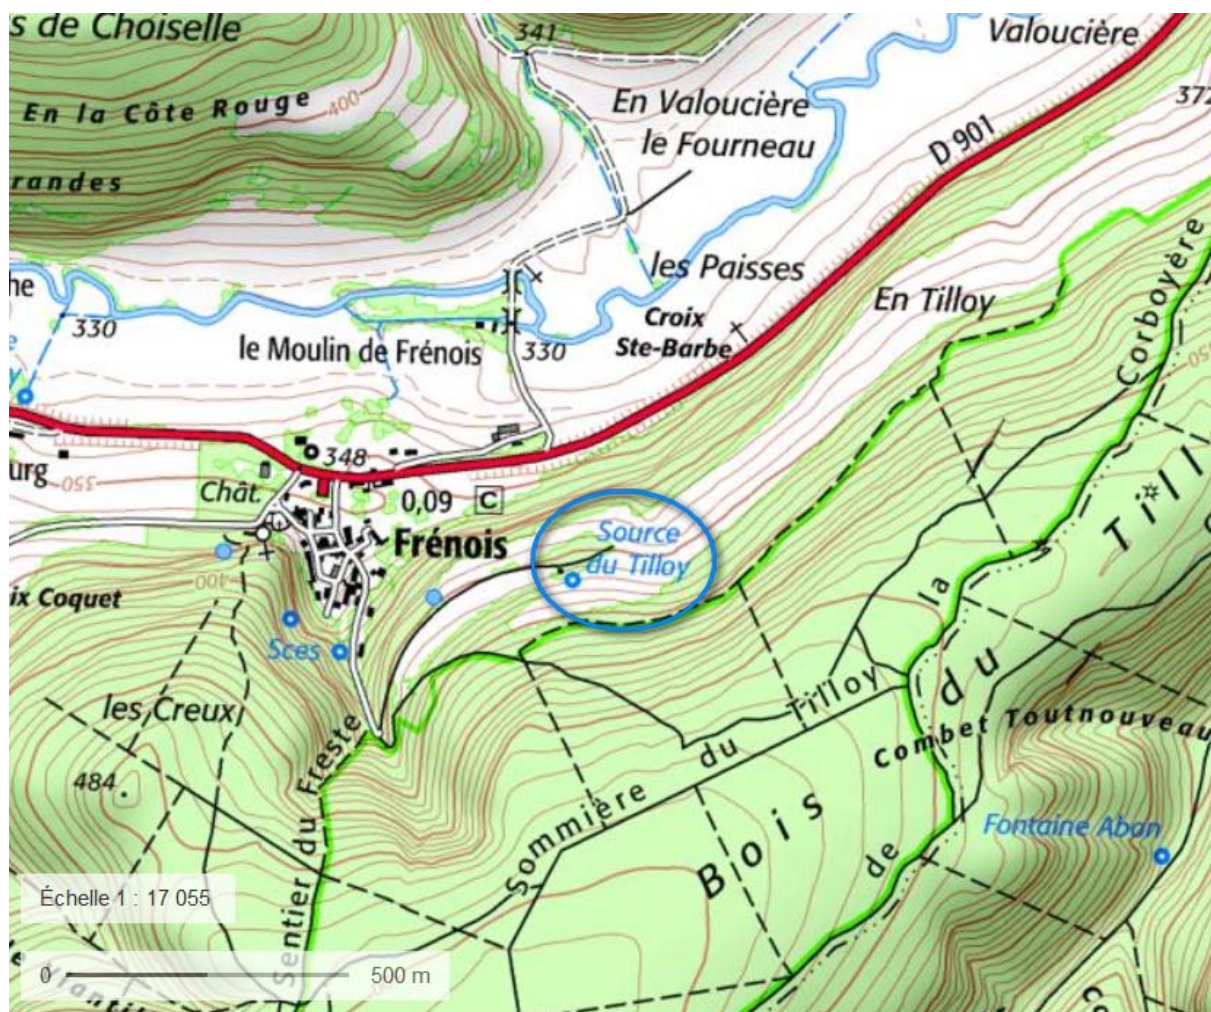 s de Choiselle
341
Valoucière
En la Côte Rouge
400
En Valoucière
le Fourneau
372
D 901
randes
les Paisses
he
En Tilloy
Corboyère
330
Croix
Ste-Barbe
le Moulin de Frénois
330
350
348
urg
350
Chât.
0,09
C
Frénois
Source
du Tilloy
Till
400
ix Coquet
la
Sces
du
Tilloy
les Creux
Combet Toutnouveau
484
Sentier du Freste
Sommière du
Bois
de
Fontaine Aban
Échelle 1 : 17 055
0
500 m